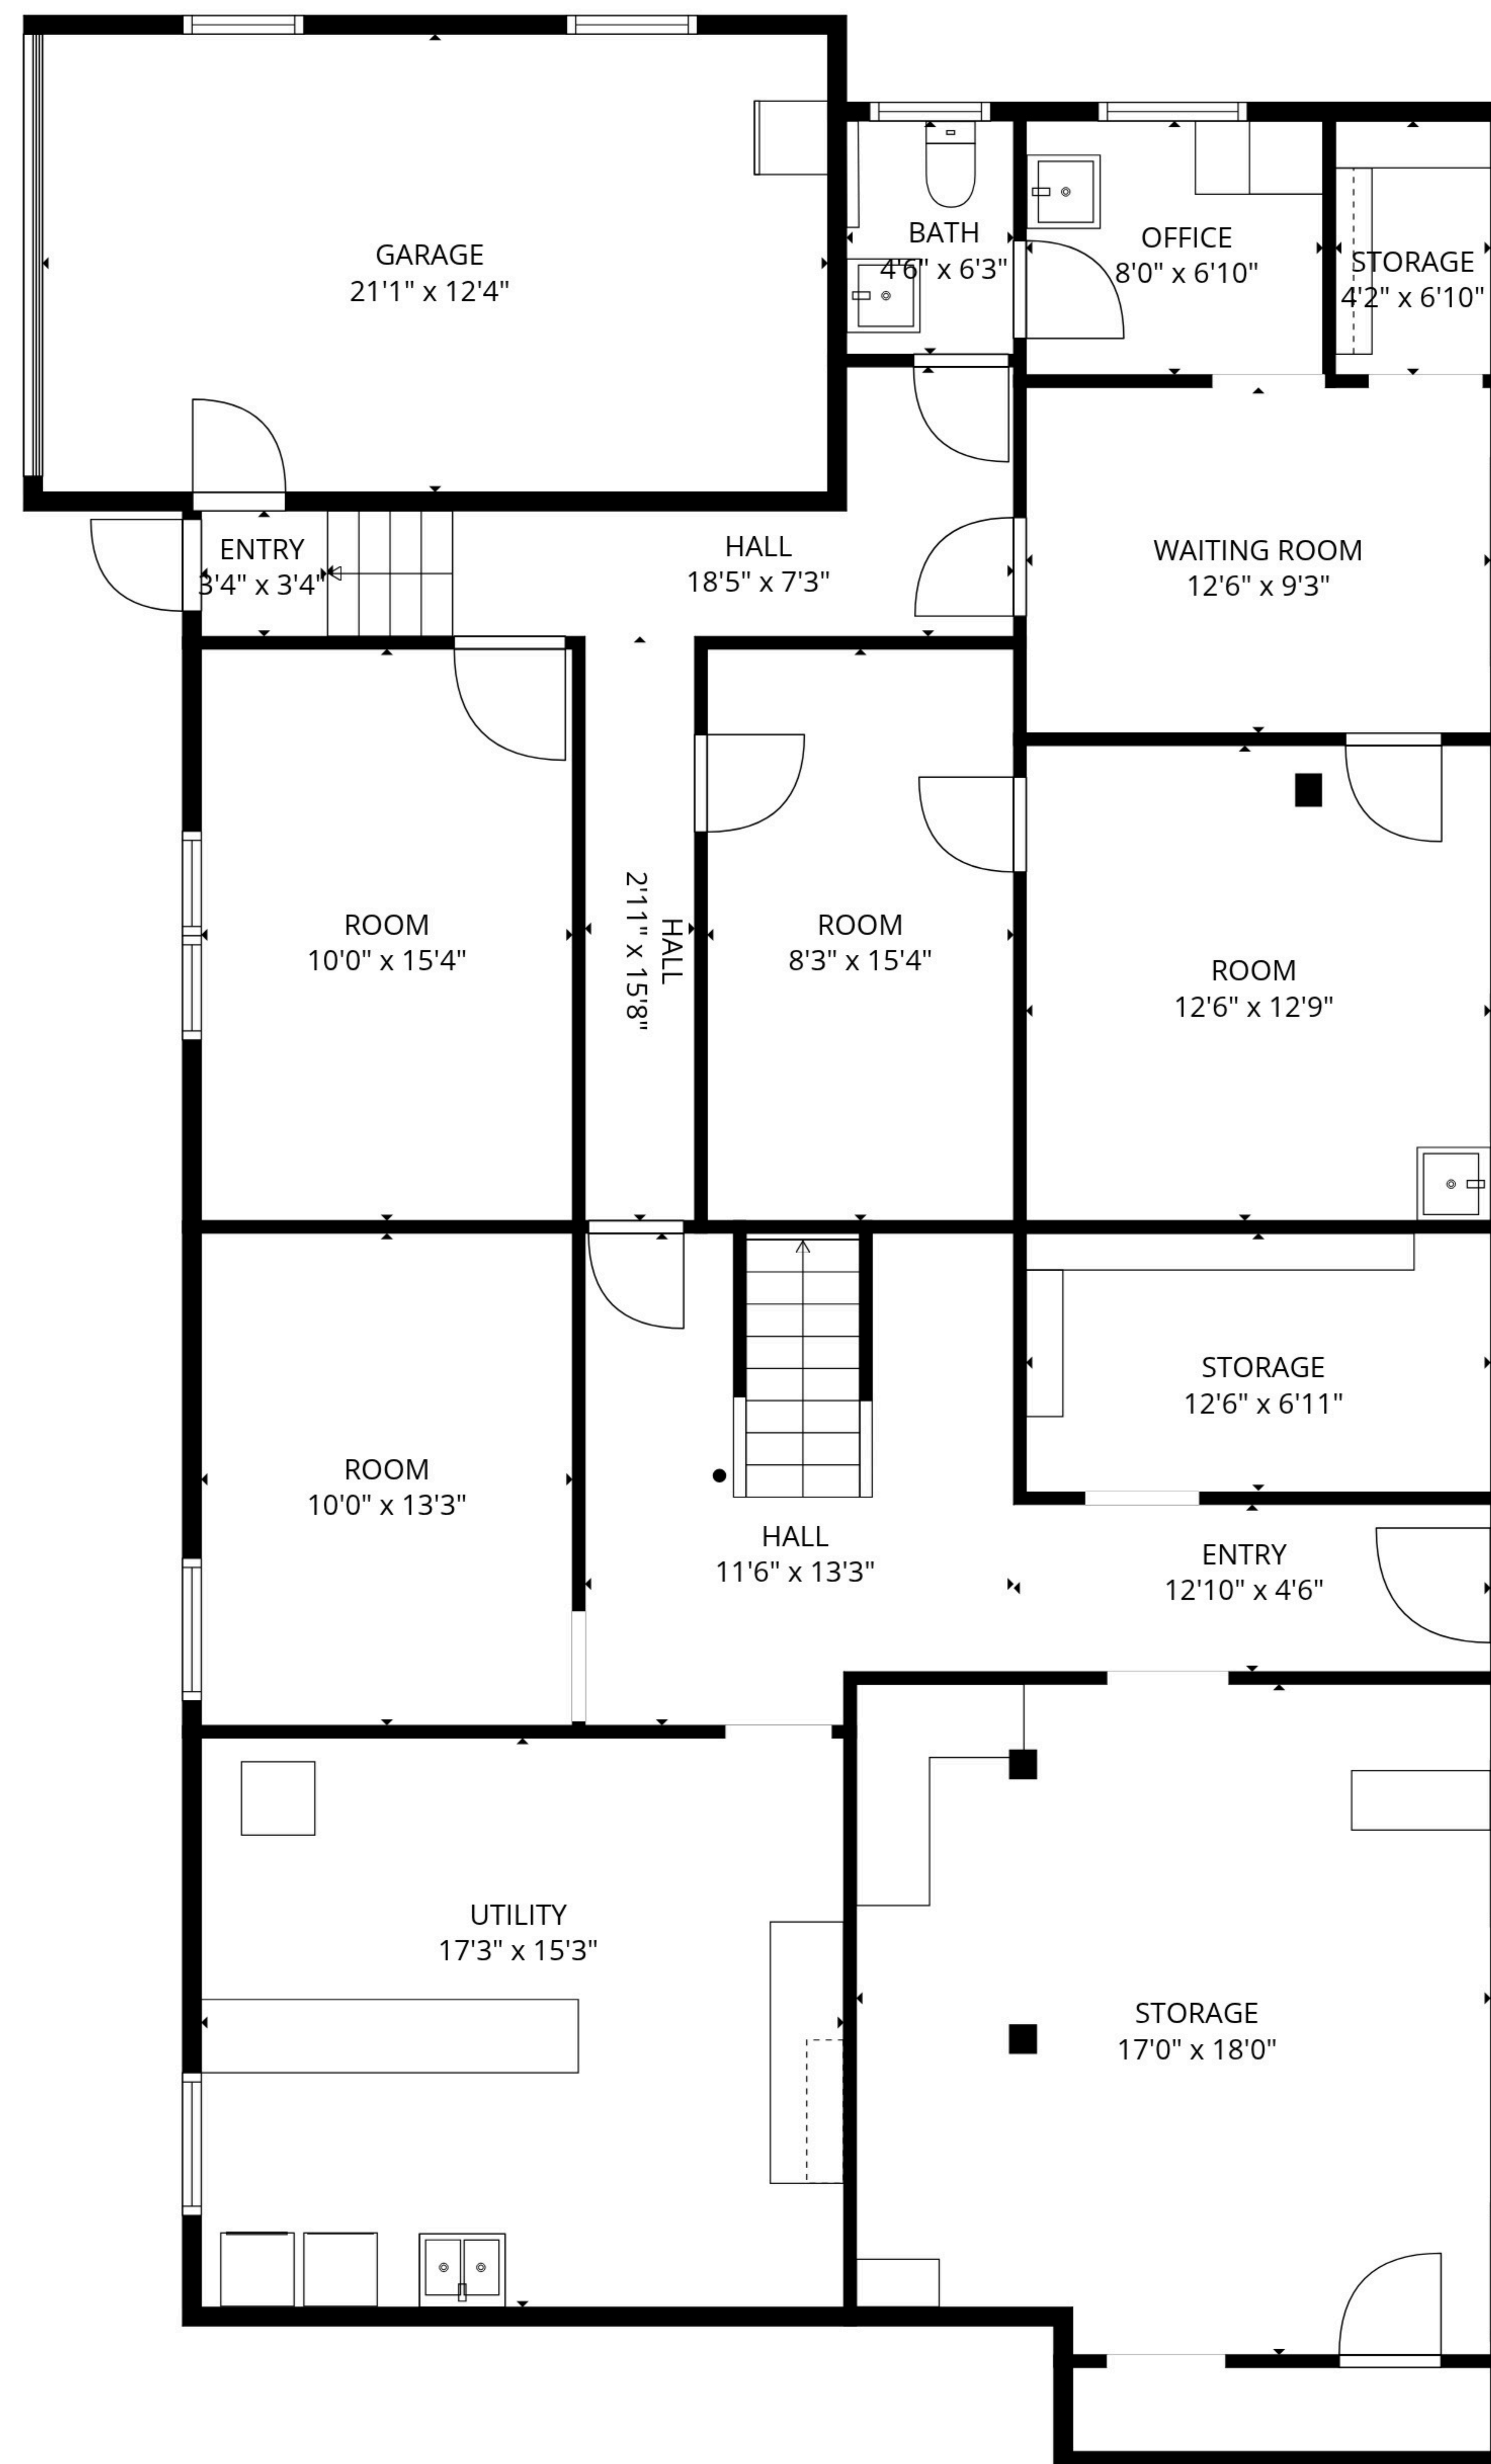 GARAGE
21'1" x 12'4"
BATH
4'6" x 6'3"
OFFICE
8'0" x 6'10"
STORAGE
4'2" x 6'10"
ENTRY
3'4" x 3'4"
HALL
18'5" x 7'3"
WAITING ROOM
12'6" x 9'3"
ROOM
10'0" x 15'4"
HALL
2'11" x 15'8"
ROOM
8'3" x 15'4"
ROOM
12'6" x 12'9"
STORAGE
12'6" x 6'11"
ROOM
10'0" x 13'3"
HALL
11'6" x 13'3"
ENTRY
12'10" x 4'6"
UTILITY
17'3" x 15'3"
STORAGE
17'0" x 18'0"